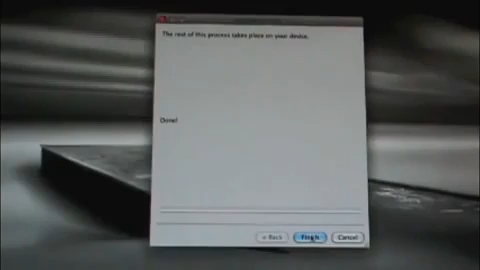 The rest of this process takes place on your device.
Done!
< Back Finish Cancel